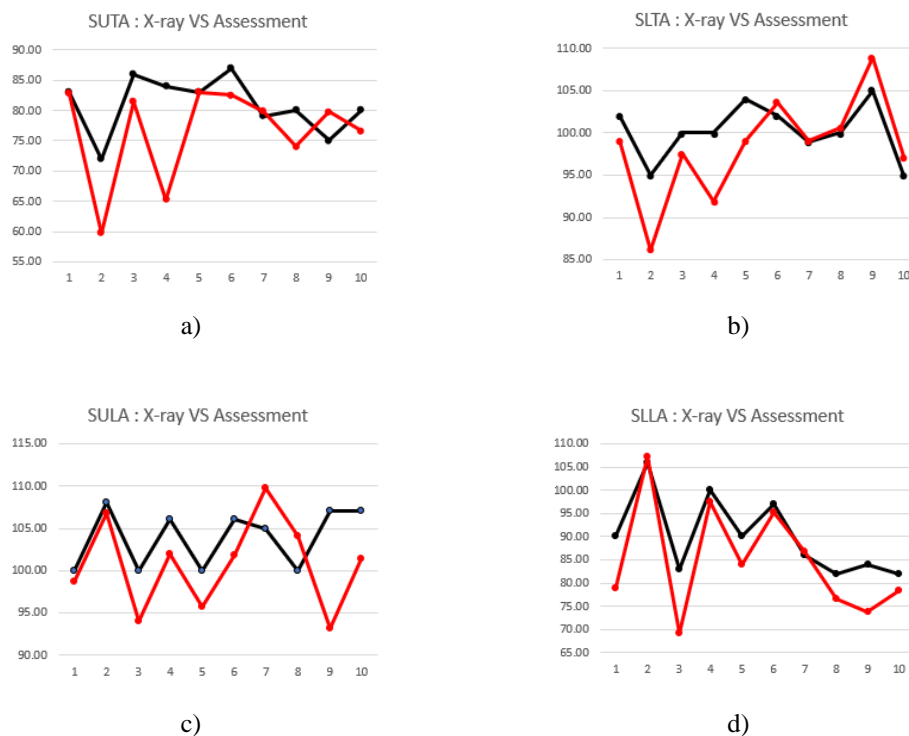 SUTA : X-ray VS Assessment
90.00
85.00
80.00
75.00
70.00
65.00
60.00
55.00
1 2 3 4 5 6 7 8 9 10
a)
SLTA : X-ray VS Assessment
110.00
105.00
100.00
95.00
90.00
85.00
1 2 3 4 5 6 7 8 9 10
b)
SULA : X-ray VS Assessment
115.00
110.00
105.00
100.00
95.00
90.00
1 2 3 4 5 6 7 8 9 10
c)
SLLA : X-ray VS Assessment
110.00
105.00
100.00
95.00
90.00
85.00
80.00
75.00
70.00
65.00
1 2 3 4 5 6 7 8 9 10
d)